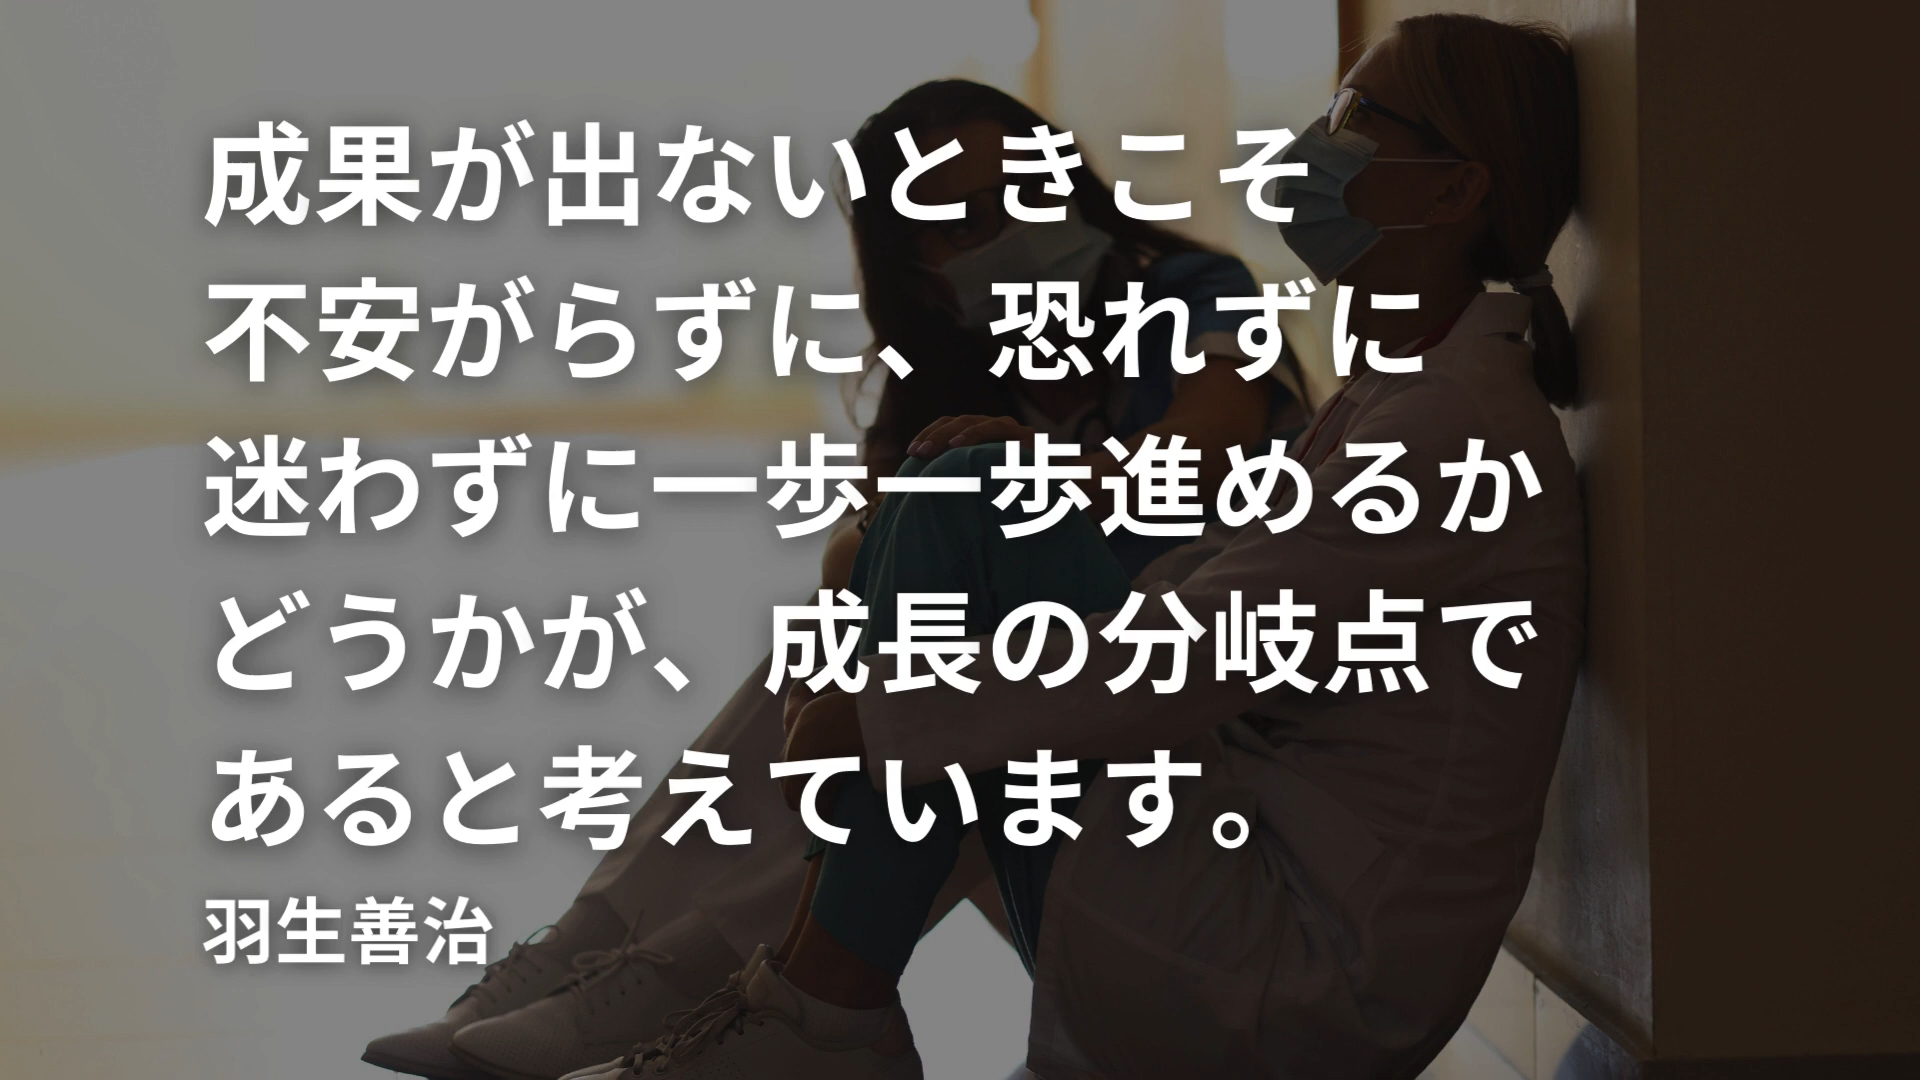 成果が出ないときこそ
不安がらずに、恐れずに
迷わずに一歩一歩進めるか
どうかが、成長の分岐点で
あると考えています。
羽生善治